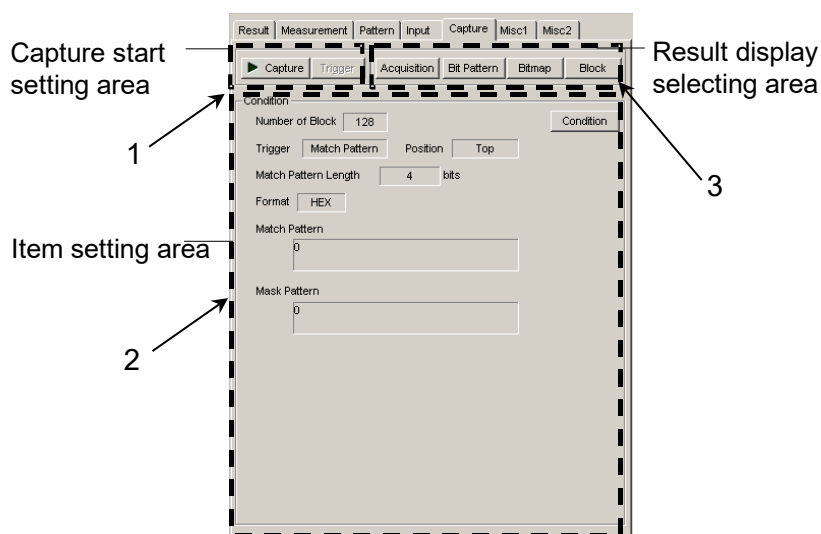 Result Measurement Pattern Input Capture Misc1 Misc2
Capture start
setting area
Result display
selecting area
Capture Trigger Acquisition Bit Pattern Bitmap Block
1
3
Condition
Number of Block 128 Condition
Trigger Match Pattern Position Top
Match Pattern Length 4 bits
Format HEX
Match Pattern
0
Item setting area
Mask Pattern
0
2